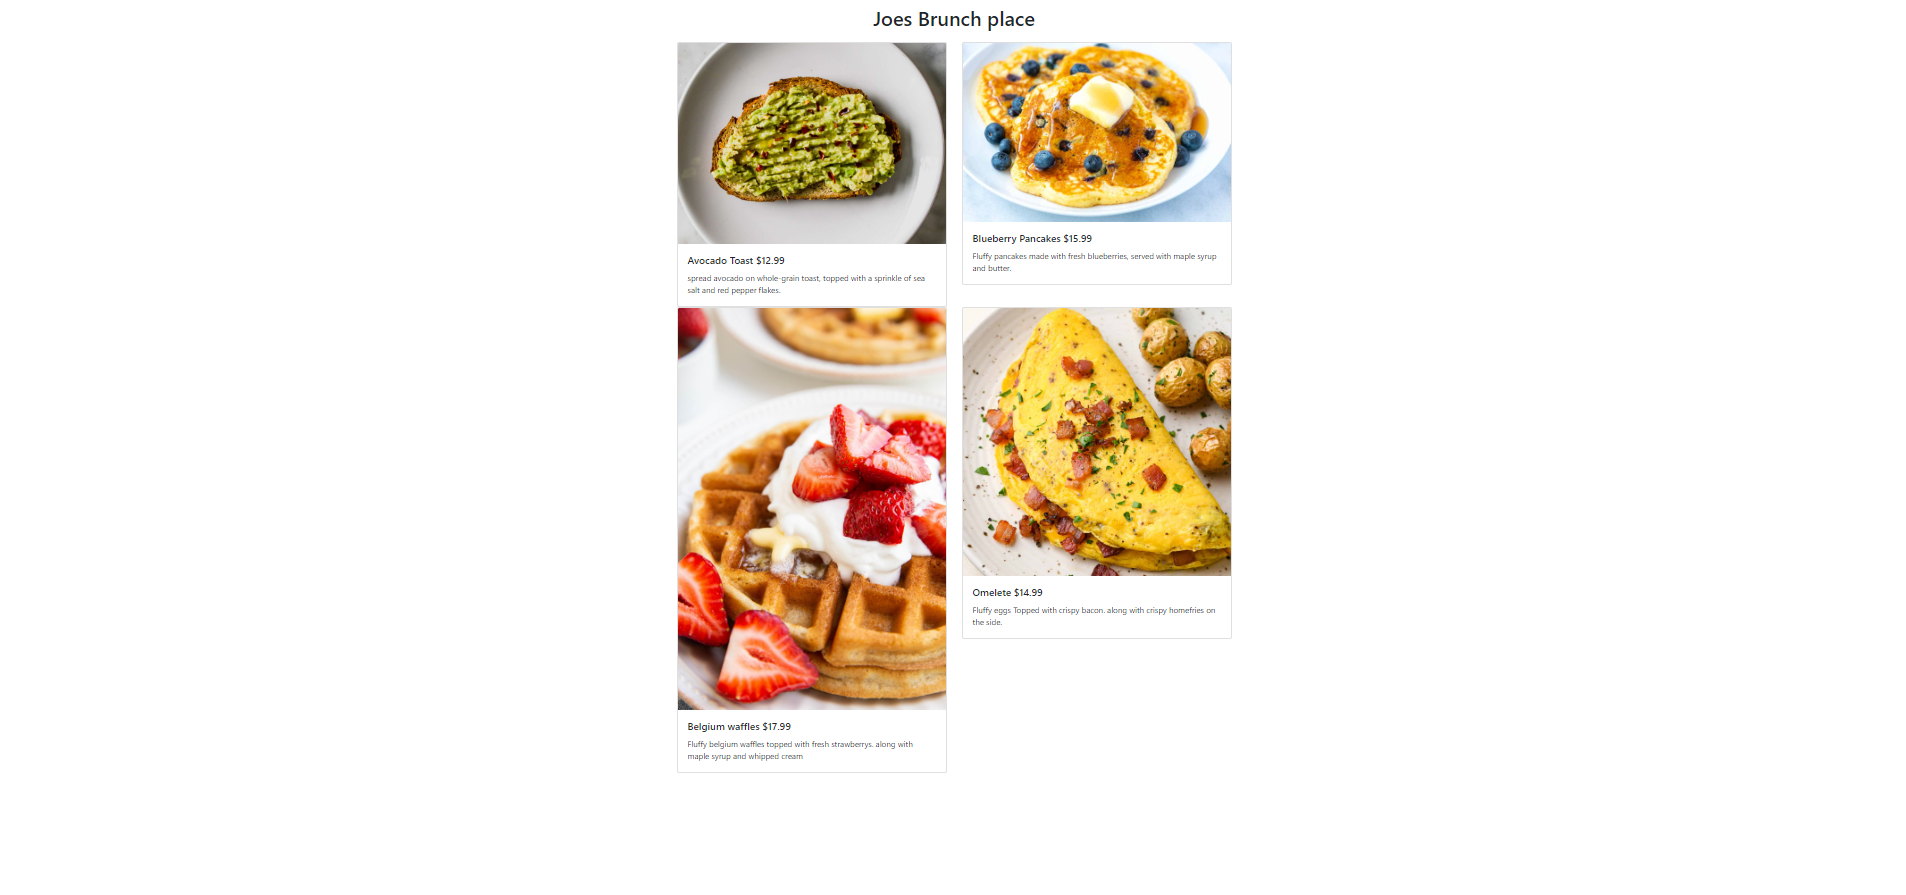 Joes Brunch place
Avocado Toast $12.99
spread avocado on whole-grain toast, topped with a sprinkle of sea
salt and red pepper flakes.
Blueberry Pancakes $15.99
Fluffy pancakes made with fresh blueberries, served with maple syrup
and butter.
Belgium waffles $17.99
Fluffy belgium waffles topped with fresh strawberrys. along with
maple syrup and whipped cream
Omelete $14.99
Fluffy eggs Topped with crispy bacon. along with crispy homefries on
the side.